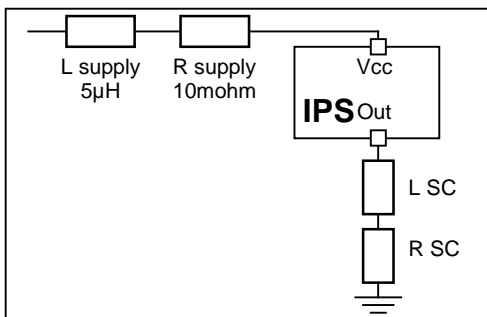 L supply
5µH
R supply
10mohm
Vcc
IPS Out
L SC
R SC